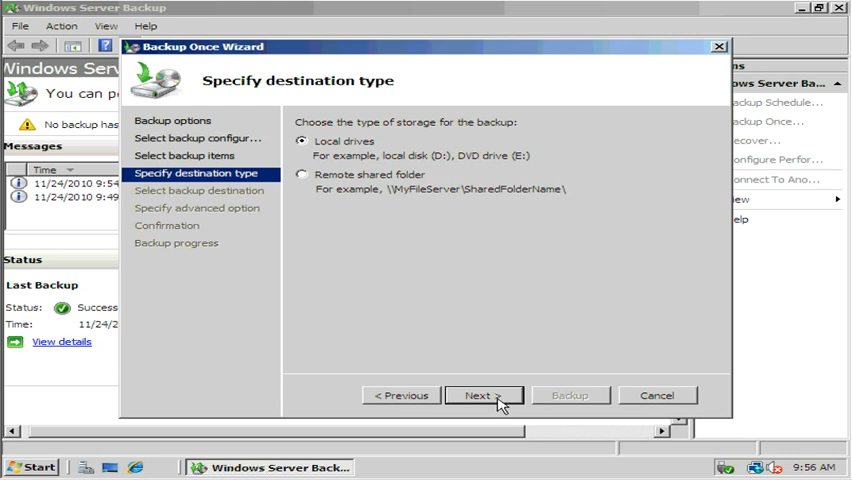 Windows Server Backup
File Action View Help
Backup Once Wizard
Specify destination type
Windows Serv
You can pe
No backup has
Messages
Time
11/24/2010 9:54
11/24/2010 9:49
Status
Last Backup
Status: Success
Time: 11/24/2
View details
Backup options
Select backup configur...
Select backup items
Specify destination type
Select backup destination
Specify advanced option
Confirmation
Backup progress
Choose the type of storage for the backup:
Local drives
For example, local disk (D:), DVD drive (E:)
Remote shared folder
For example, \\MyFileServer\SharedFolderName\
< Previous Next > Backup Cancel
ns
ndows Server Ba...
ackup Schedule...
ackup Once...
ecover...
onfigure Perfor...
onnect To Ano...
iew
elp
Start
Windows Server Back...
9:56 AM